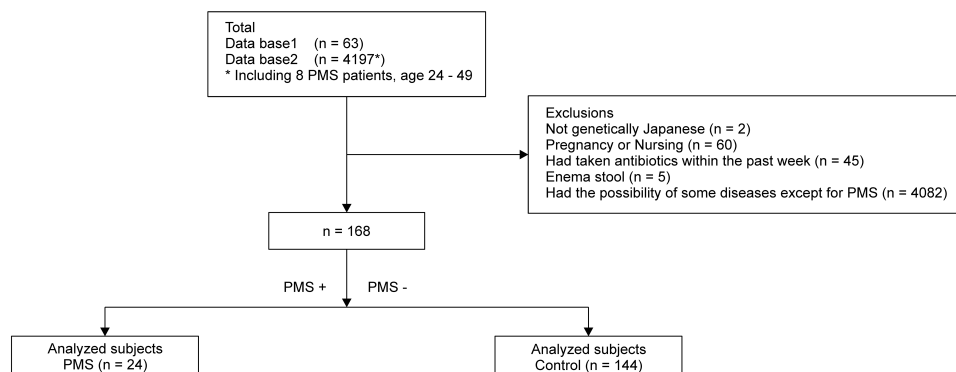 Total
Data base1 (n = 63)
Data base2 (n = 4197*)
* Including 8 PMS patients, age 24 - 49
Exclusions
Not genetically Japanese (n = 2)
Pregnancy or Nursing (n = 60)
Had taken antibiotics within the past week (n = 45)
Enema stool (n = 5)
Had the possibility of some diseases except for PMS (n = 4082)
n = 168
PMS + PMS -
Analyzed subjects
PMS (n = 24)
Analyzed subjects
Control (n = 144)